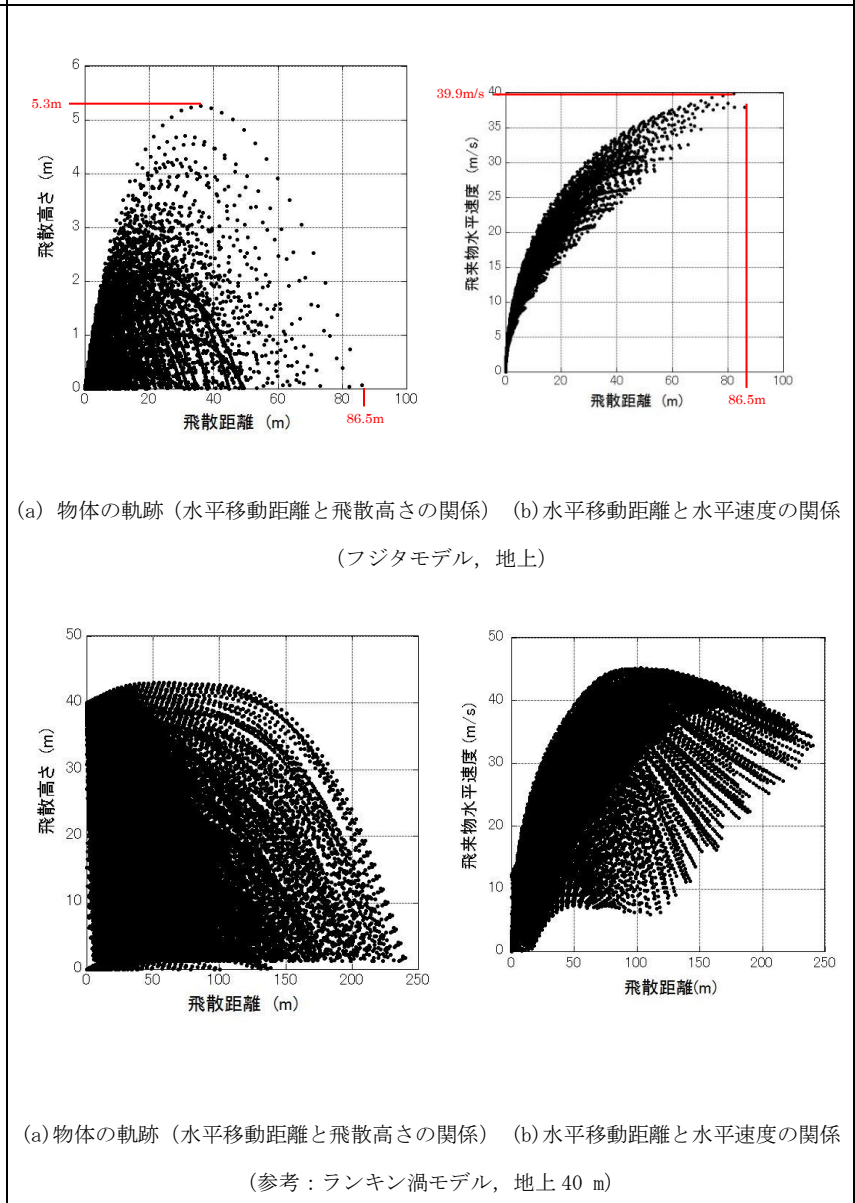 6
5.3m
5
4
3
2
1
0
飛散高さ (m)
0 20 40 60 80 100
86.5m
飛散距離 (m)
39.9m/s
40
35
30
25
20
15
10
5
0
飛来物水平速度 (m/s)
0 20 40 60 80 100
飛散距離 (m)
86.5m
(a) 物体の軌跡（水平移動距離と飛散高さの関係） (b)水平移動距離と水平速度の関係
(フジタモデル，地上)
50
40
30
20
10
0
飛散高さ (m)
0 50 100 150 200 250
飛散距離 (m)
50
40
30
20
10
0
飛来物水平速度(m/s)
0 50 100 150 200 250
飛散距離(m)
(a)物体の軌跡（水平移動距離と飛散高さの関係） (b)水平移動距離と水平速度の関係
(参考：ランキン渦モデル，地上 40 m)